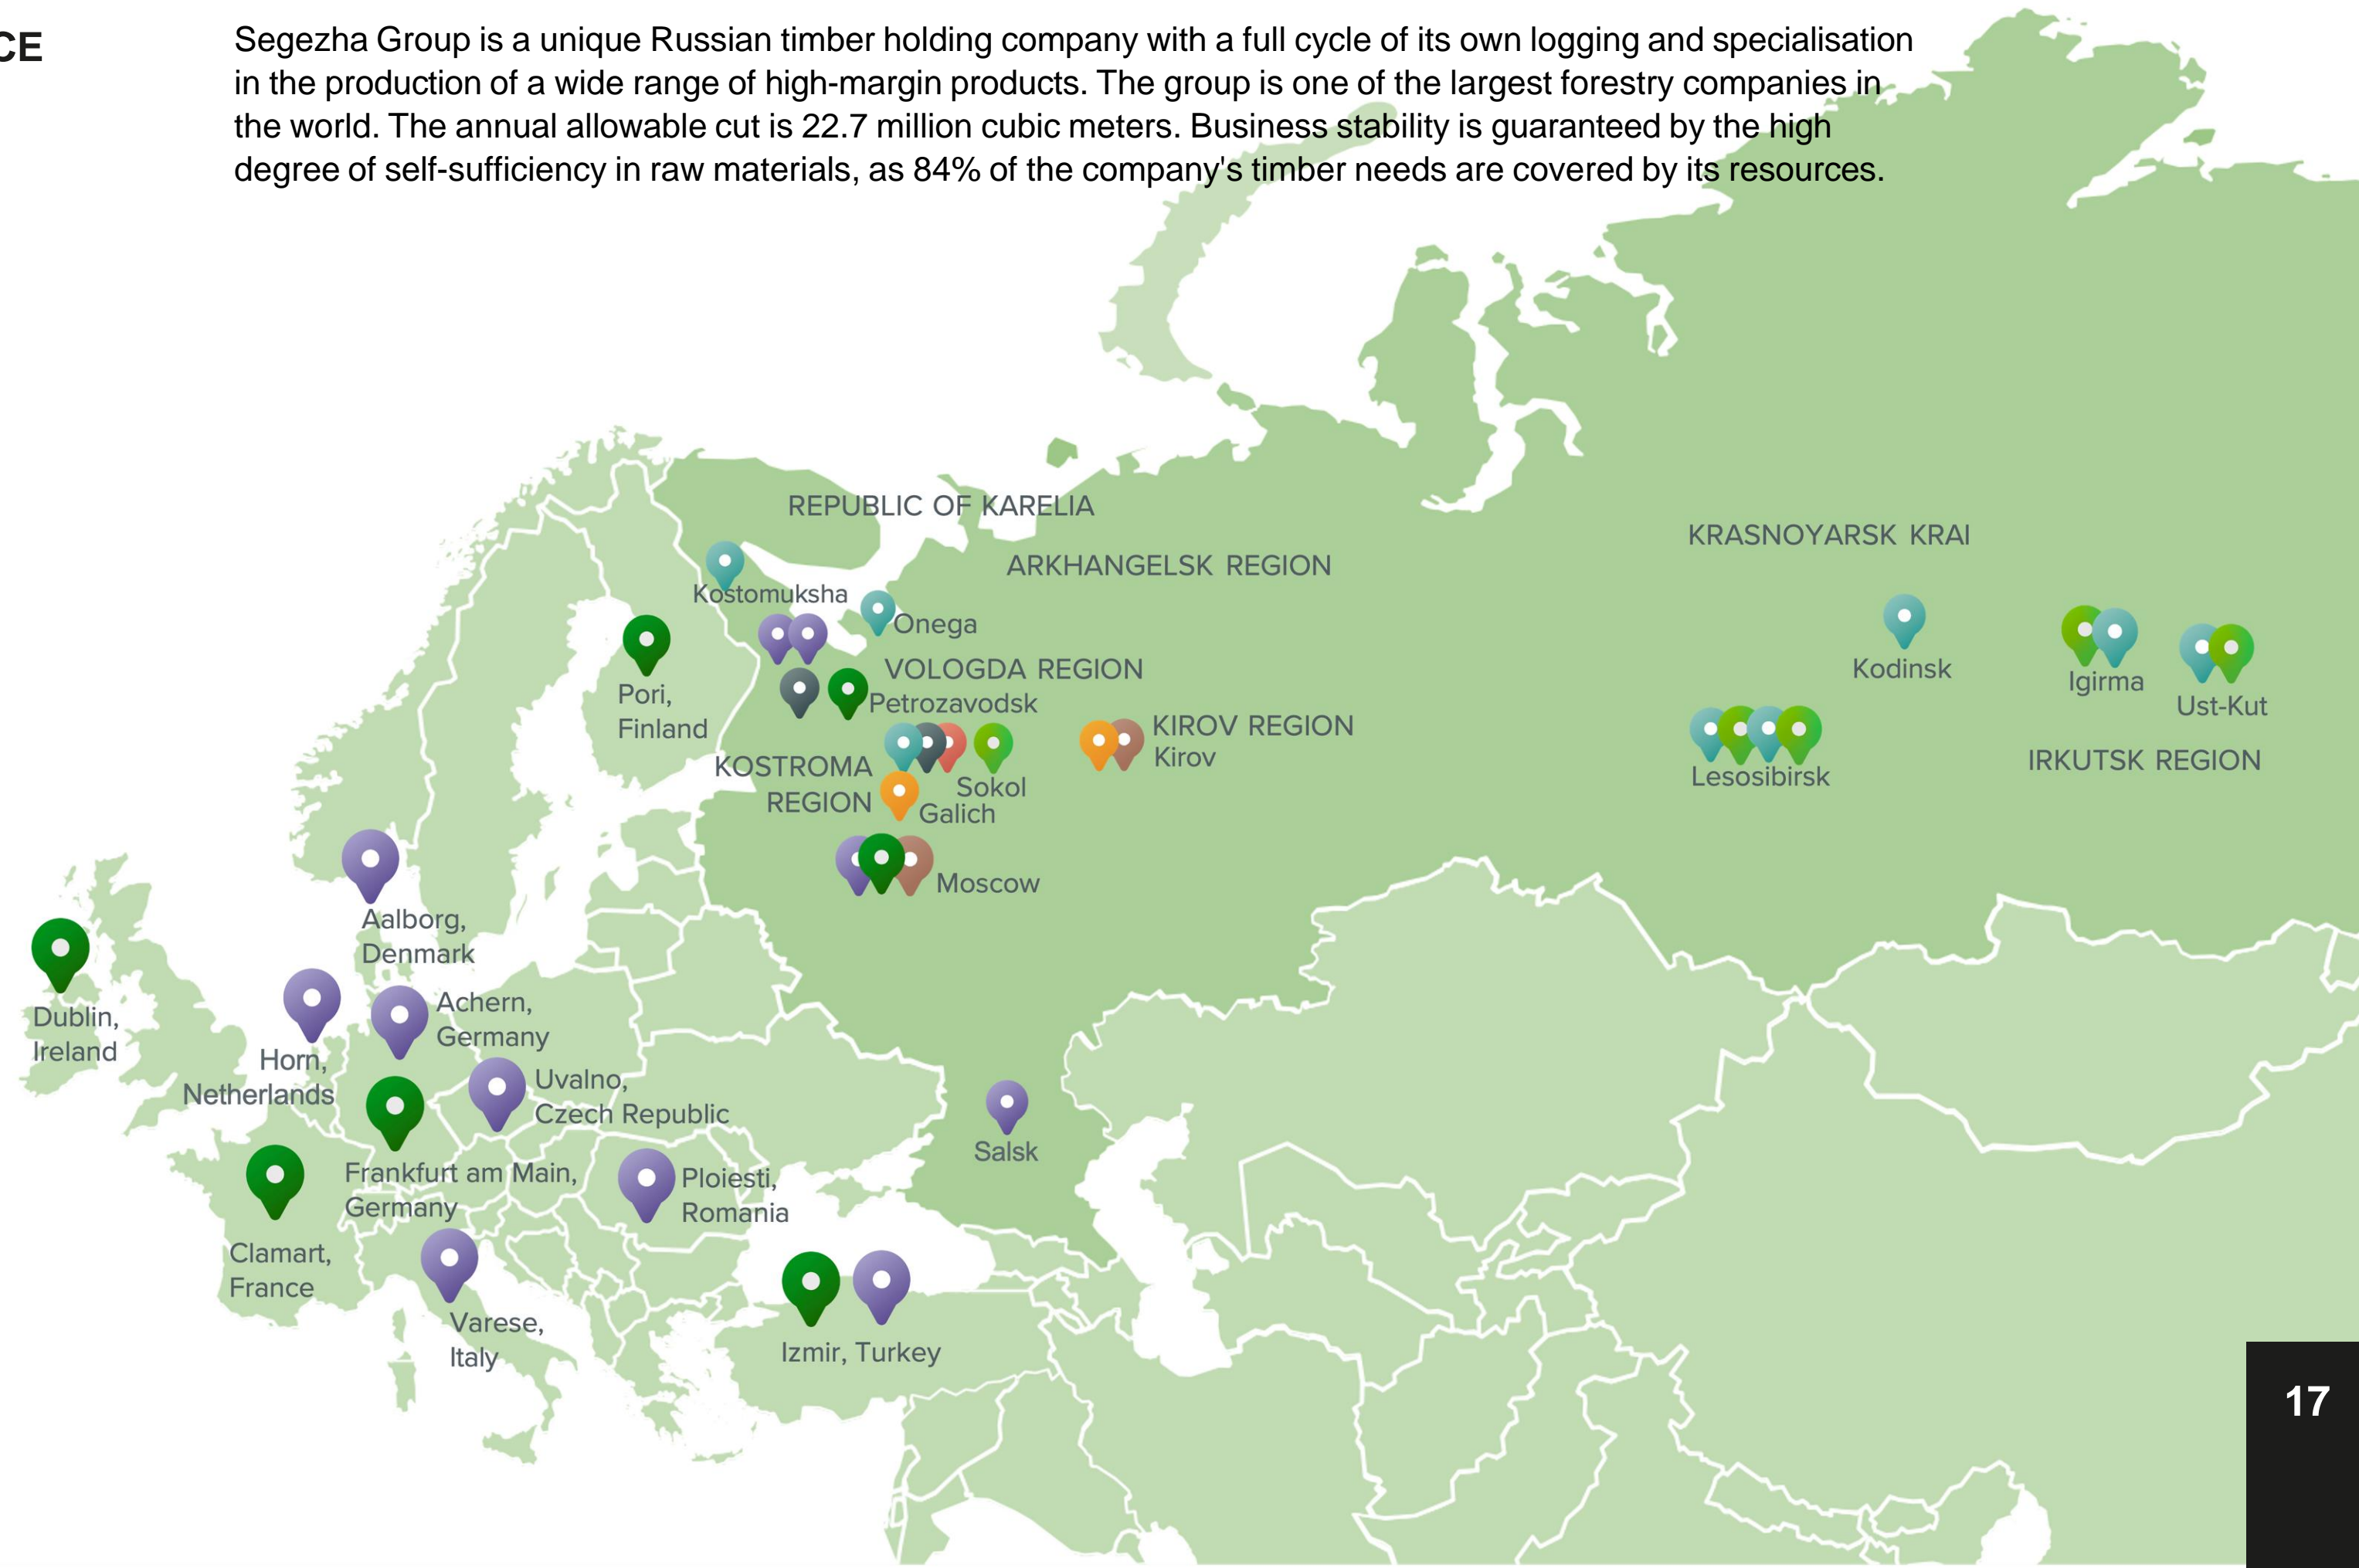 CE
Segezha Group is a unique Russian timber holding company with a full cycle of its own logging and specialisation
in the production of a wide range of high-margin products. The group is one of the largest forestry companies in
the world. The annual allowable cut is 22.7 million cubic meters. Business stability is guaranteed by the high
degree of self-sufficiency in raw materials, as 84% of the company's timber needs are covered by its resources.
REPUBLIC OF KARELIA
KRASNOYARSK KRAI
ARKHANGELSK REGION
Kostomuksha
Onega
VOLOGDA REGION
Kodinsk
Igirma
Pori,
Finland
Petrozavodsk
Ust-Kut
KIROV REGION
Kirov
KOSTROMA
REGION
Sokol
Galich
Lesosibirsk
IRKUTSK REGION
Moscow
Aalborg,
Denmark
Dublin,
Ireland
Achern,
Germany
Horn,
Netherlands
Uvalno,
Czech Republic
Salsk
Frankfurt am Main,
Germany
Ploiesti,
Romania
Clamart,
France
Varese,
Italy
Izmir, Turkey
17